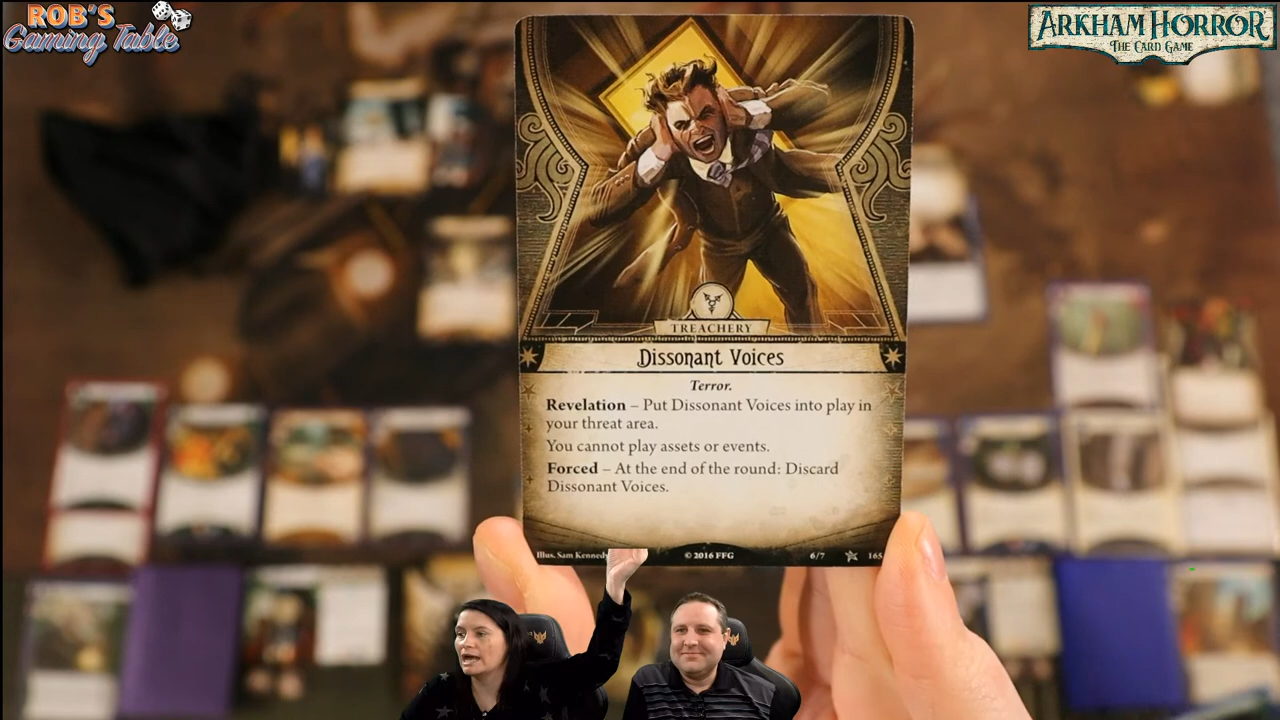 ROB'S
Gaming Table
ARKHAM HORROR
THE CARD GAME
TREACHERY
Dissonant Voices
Terror.
Revelation – Put Dissonant Voices into play in
your threat area.
You cannot play assets or events.
Forced – At the end of the round: Discard
Dissonant Voices.
Illus. Sam Kennedy
© 2016 FFG
6/7
165